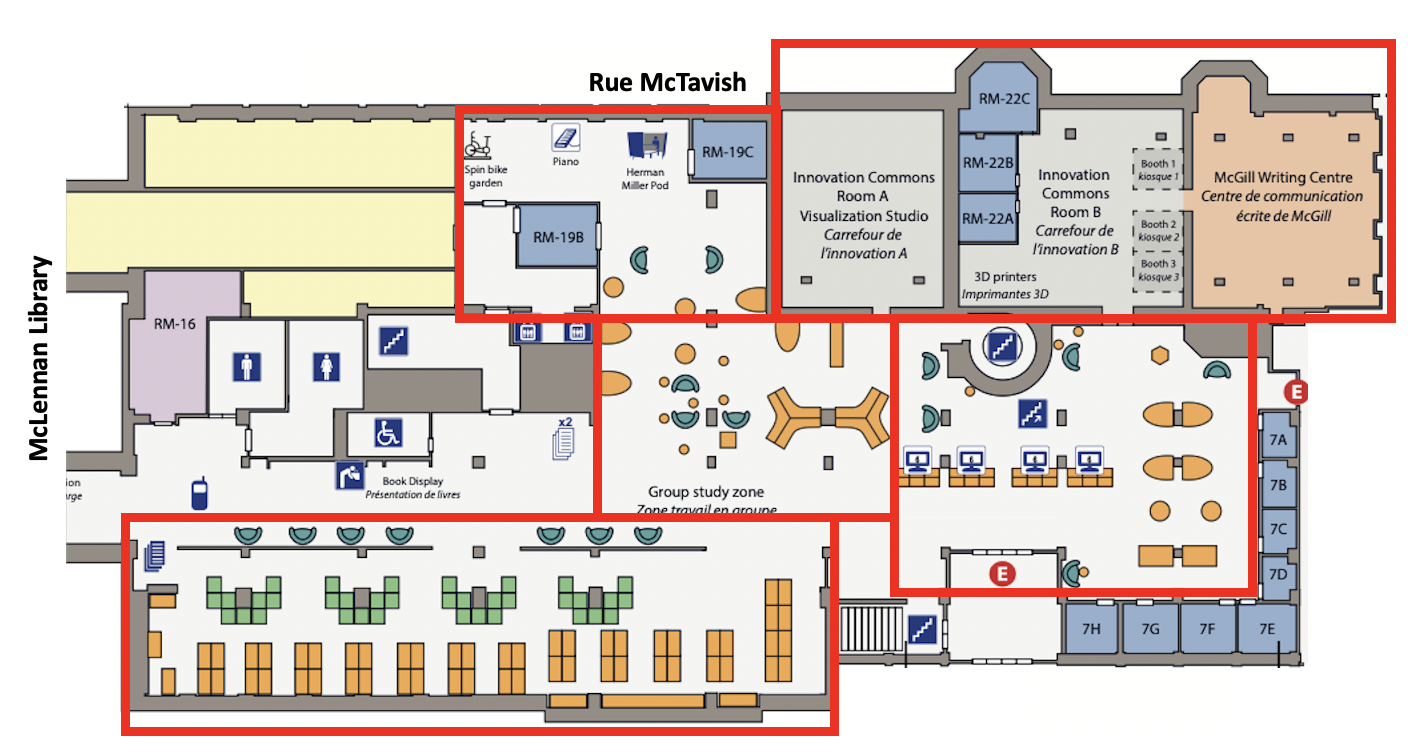 Rue McTavish
McLennan Library
Spin bike
garden
Piano
Herman
Miller Pod
RM-19C
RM-19B
RM-16
Innovation Commons
Room A
Visualization Studio
Carrefour de
l'innovation A
RM-22C
RM-22B
RM-22A
Innovation
Commons
Room B
Carrefour de
l'innovation B
3D printers
Imprimantes 3D
Booth 1
kiosque 1
Booth 2
kiosque 2
Booth 3
kiosque 3
McGill Writing Centre
Centre de communication
écrite de McGill
x2
Book Display
Présentation de livres
Group study zone
Zone travail en groupe
E
7A
7B
7C
7D
E
7H
7G
7F
7E